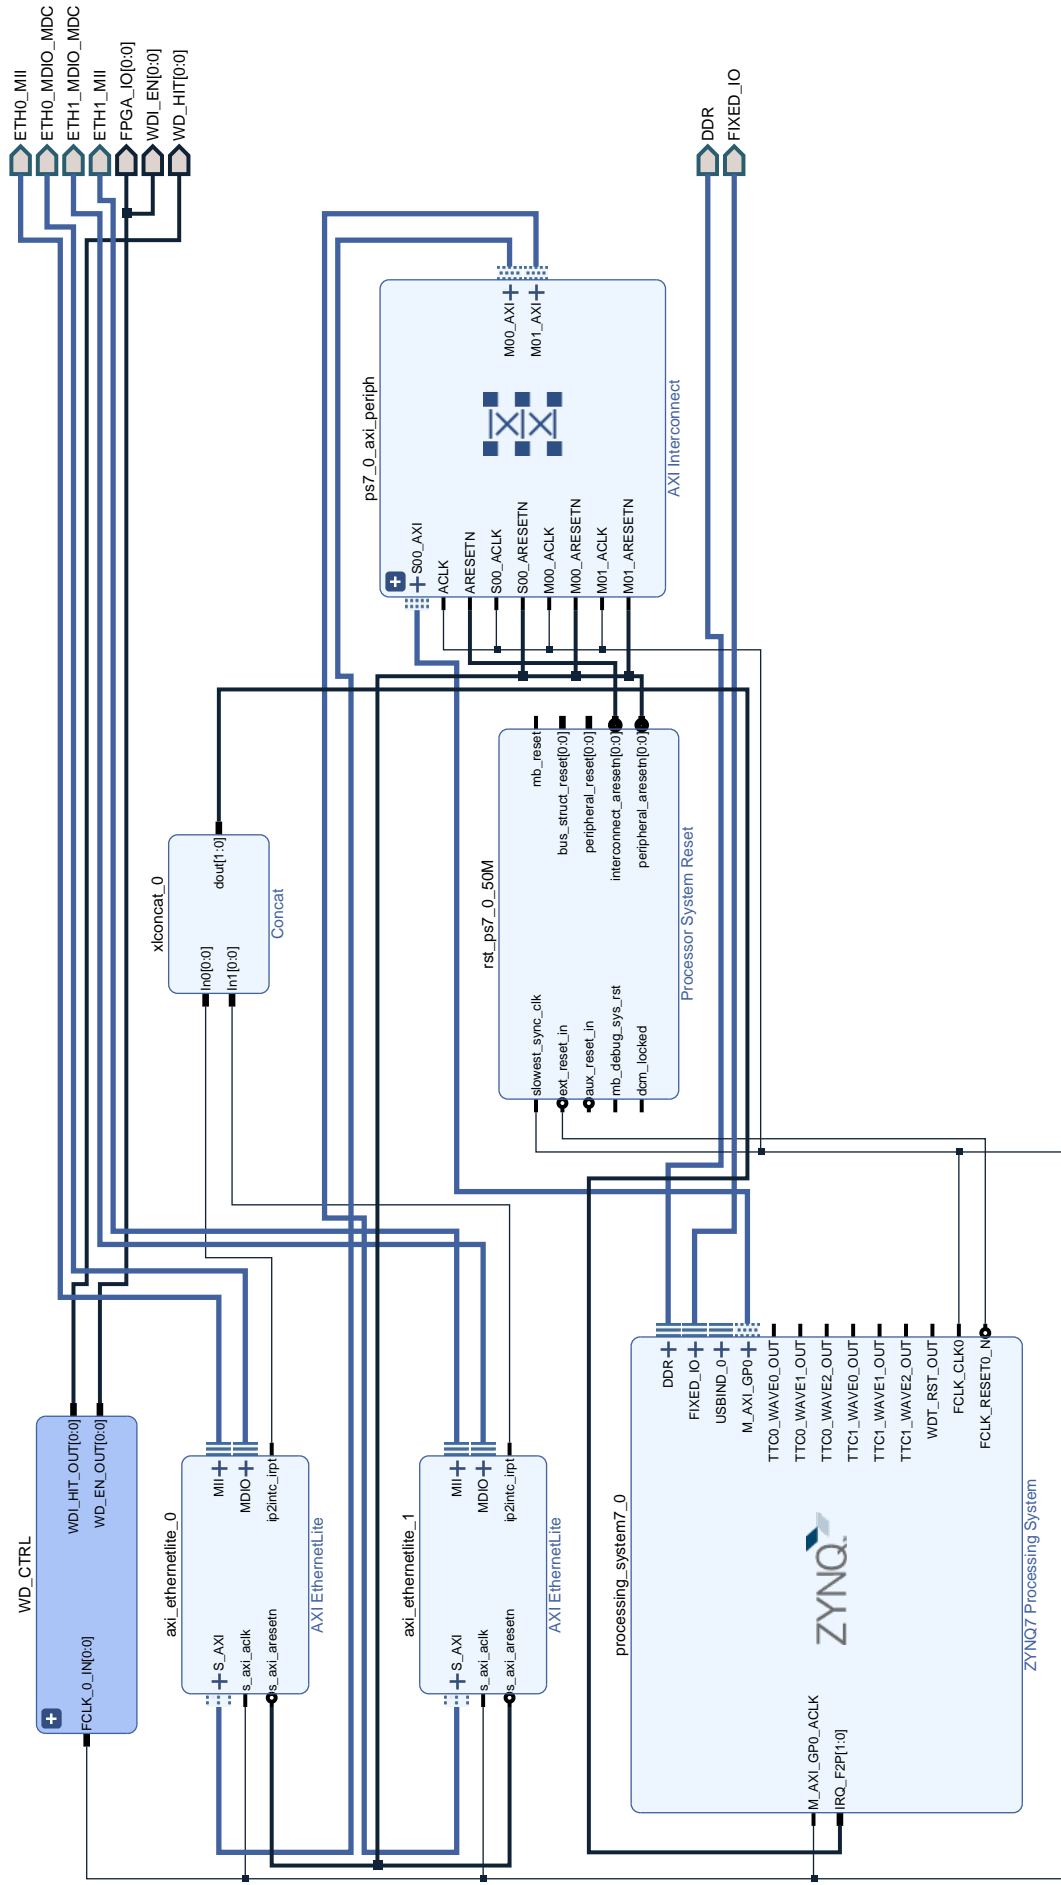 ETH0_MII
ETH0_MDIO_MDC
ETH1_MDIO_MDC
ETH1_MII
FPGA_IO[0:0]
WDI_EN[0:0]
WD_HIT[0:0]
DDR
FIXED_IO
ps7_0_axi_periph
S00_AXI
ACLK
ARESETN
S00_ACLK
S00_ARESETN
M00_ACLK
M00_ARESETN
M01_ACLK
M01_ARESETN
M00_AXI
M01_AXI
AXI Interconnect
xlconcat_0
In0[0:0]
In1[0:0]
dout[1:0]
Concat
rst_ps7_0_50M
slowest_sync_clk
ext_reset_in
aux_reset_in
mb_debug_sys_rst
dcm_locked
mb_reset
bus_struct_reset[0:0]
peripheral_reset[0:0]
interconnect_aresetn[0:0]
peripheral_aresetn[0:0]
Processor System Reset
WD_CTRL
FCLK_0_IN[0:0]
WDI_HIT_OUT[0:0]
WD_EN_OUT[0:0]
axi_ethernetlite_0
S_AXI
s_axi_aclk
s_axi_aresetn
MII
MDIO
ip2intc_irpt
AXI EthernetLite
axi_ethernetlite_1
S_AXI
s_axi_aclk
s_axi_aresetn
MII
MDIO
ip2intc_irpt
AXI EthernetLite
processing_system7_0
M_AXI_GP0_ACLK
IRQ_F2P[1:0]
ZYNQ
DDR
FIXED_IO
USBIND_0
M_AXI_GP0
TTC0_WAVE0_OUT
TTC0_WAVE1_OUT
TTC0_WAVE2_OUT
TTC1_WAVE0_OUT
TTC1_WAVE1_OUT
TTC1_WAVE2_OUT
WDT_RST_OUT
FCLK_CLK0
FCLK_RESET0_N
ZYNQ7 Processing System